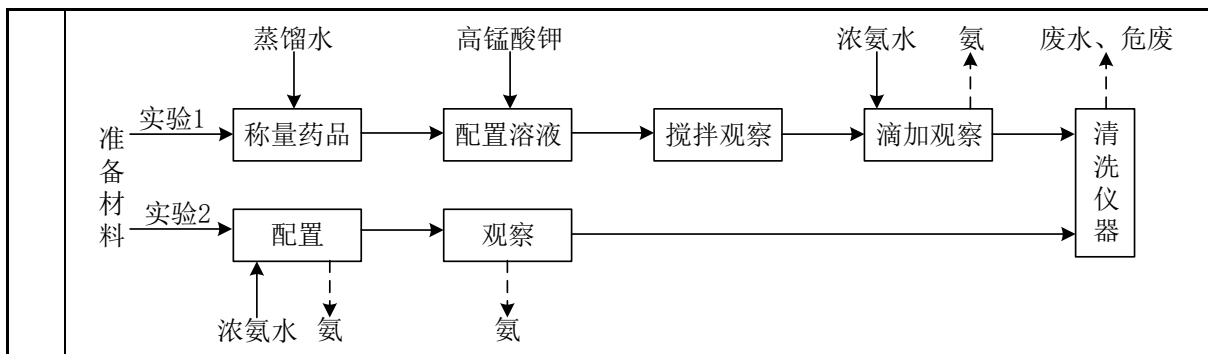 蒸馏水 高锰酸钾 浓氨水 氨 废水、危废
准备材料
实验1 称量药品 配置溶液 搅拌观察 滴加观察 清洗仪器
实验2 配置 观察
浓氨水 氨 氨